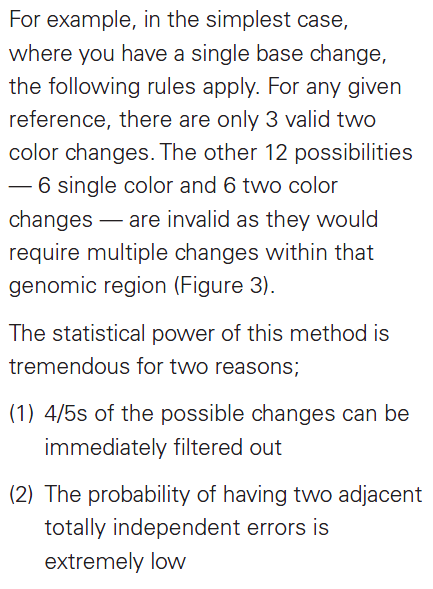 For example, in the simplest case,
where you have a single base change,
the following rules apply. For any given
reference, there are only 3 valid two
color changes. The other 12 possibilities
— 6 single color and 6 two color
changes — are invalid as they would
require multiple changes within that
genomic region (Figure 3).
The statistical power of this method is
tremendous for two reasons;
(1) 4/5s of the possible changes can be
immediately filtered out
(2) The probability of having two adjacent
totally independent errors is
extremely low